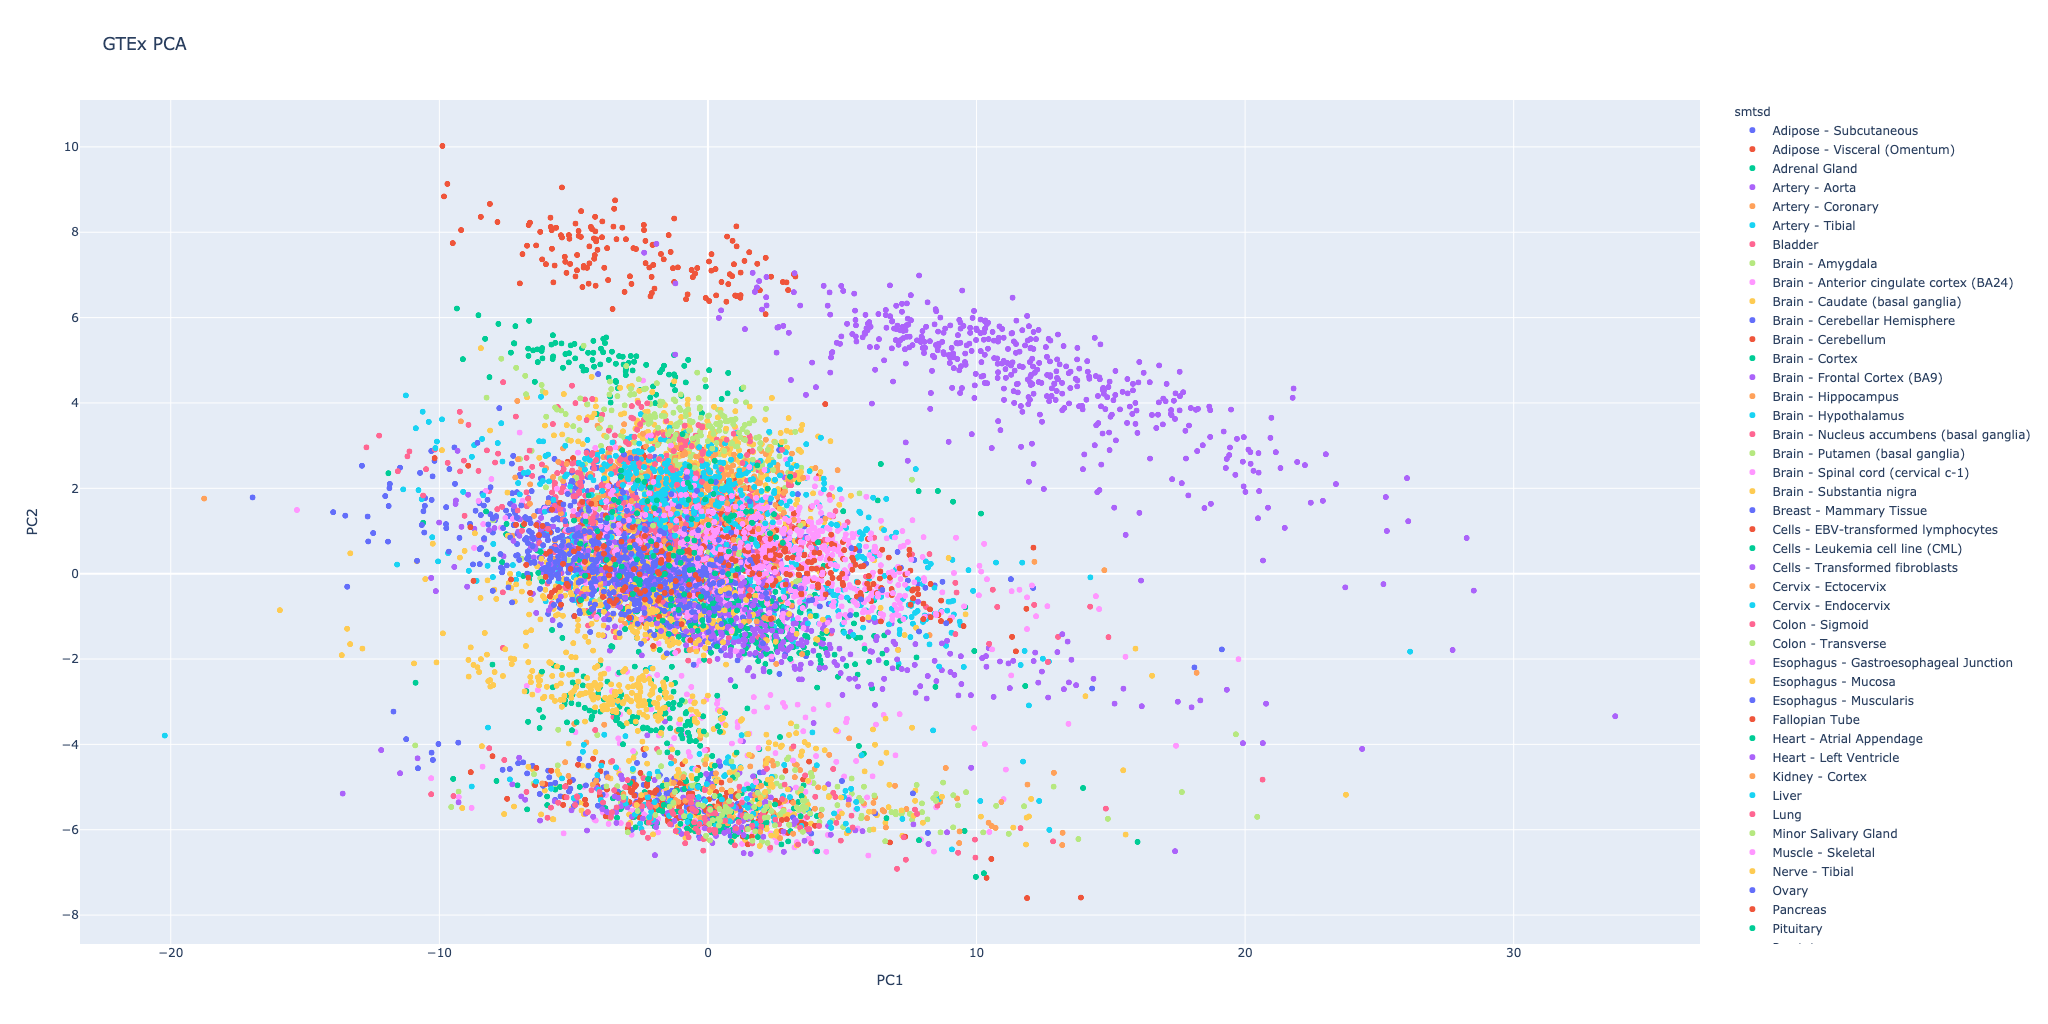 GTEx PCA
PC2
10
8
6
4
2
0
−2
−4
−6
−8
−20
−10
0
10
20
30
PC1
smtsd
Adipose - Subcutaneous
Adipose - Visceral (Omentum)
Adrenal Gland
Artery - Aorta
Artery - Coronary
Artery - Tibial
Bladder
Brain - Amygdala
Brain - Anterior cingulate cortex (BA24)
Brain - Caudate (basal ganglia)
Brain - Cerebellar Hemisphere
Brain - Cerebellum
Brain - Cortex
Brain - Frontal Cortex (BA9)
Brain - Hippocampus
Brain - Hypothalamus
Brain - Nucleus accumbens (basal ganglia)
Brain - Putamen (basal ganglia)
Brain - Spinal cord (cervical c-1)
Brain - Substantia nigra
Breast - Mammary Tissue
Cells - EBV-transformed lymphocytes
Cells - Leukemia cell line (CML)
Cells - Transformed fibroblasts
Cervix - Ectocervix
Cervix - Endocervix
Colon - Sigmoid
Colon - Transverse
Esophagus - Gastroesophageal Junction
Esophagus - Mucosa
Esophagus - Muscularis
Fallopian Tube
Heart - Atrial Appendage
Heart - Left Ventricle
Kidney - Cortex
Liver
Lung
Minor Salivary Gland
Muscle - Skeletal
Nerve - Tibial
Ovary
Pancreas
Pituitary